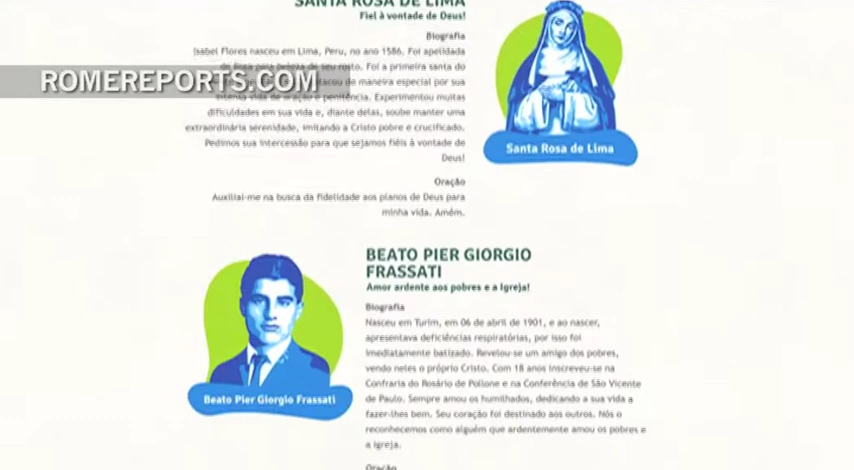 SANTA ROSA DE LIMA
Fiel à vontade de Deus!
Biografia
Isabel Flores nasceu em Lima, Peru, no ano 1586. Foi apelidada
de Rosa pela beleza de seu rosto. Foi a primeira santa do
ROMEREPORTS.COM
tacou de maneira especial por sua
intensa vida de oração e penitência. Experimentou muitas
dificuldades em sua vida e, diante delas, soube manter uma
extraordinária serenidade, imitando a Cristo pobre e crucificado.
Pedimos sua intercessão para que sejamos fiéis à vontade de
Deus!
Oração
Auxiliai-me na busca da fidelidade aos planos de Deus para
minha vida. Amém.
Santa Rosa de Lima
BEATO PIER GIORGIO
FRASSATI
Amor ardente aos pobres e a Igreja!
Biografia
Nasceu em Turim, em 06 de abril de 1901, e ao nascer,
apresentava deficiências respiratórias, por isso foi
imediatamente batizado. Revelou-se um amigo dos pobres,
vendo neles o próprio Cristo. Com 18 anos inscreveu-se na
Confraria do Rosário de Pollone e na Conferência de São Vicente
de Paulo. Sempre amou os humilhados, dedicando a sua vida a
fazer-lhes bem. Seu coração foi destinado aos outros. Nós o
reconhecemos como alguém que ardentemente amou os pobres e
a Igreja.
Oração
Beato Pier Giorgio Frassati